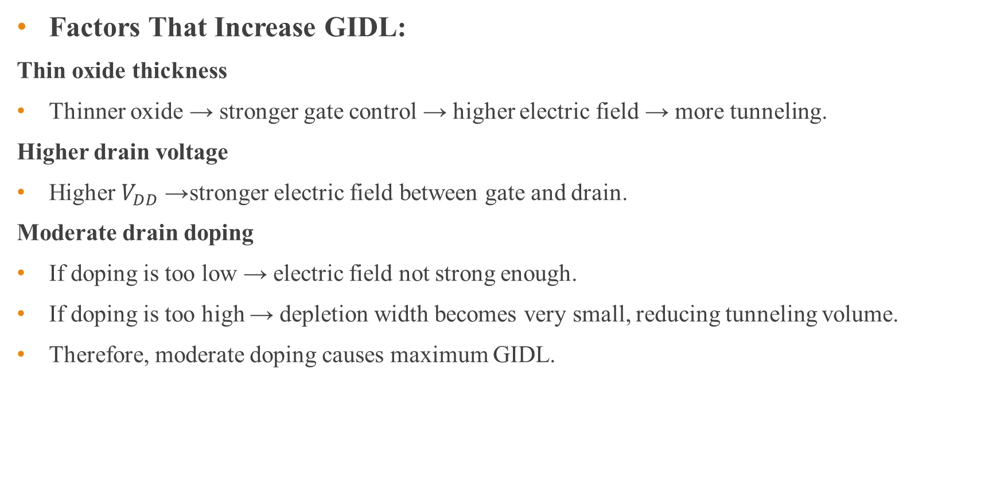 • Factors That Increase GIDL:
Thin oxide thickness
• Thinner oxide → stronger gate control → higher electric field → more tunneling.
Higher drain voltage
• Higher V_{DD} →stronger electric field between gate and drain.
Moderate drain doping
• If doping is too low → electric field not strong enough.
• If doping is too high → depletion width becomes very small, reducing tunneling volume.
• Therefore, moderate doping causes maximum GIDL.